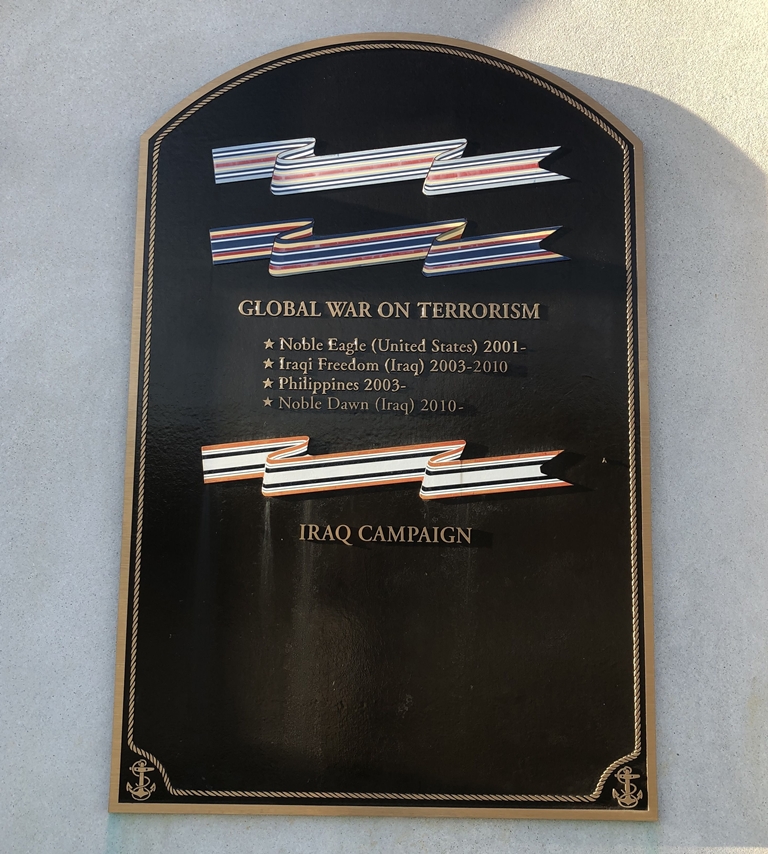 GLOBAL WAR ON TERRORISM
★ Noble Eagle (United States) 2001-
★ Iraqi Freedom (Iraq) 2003-2010
★ Philippines 2003-
★ Noble Dawn (Iraq) 2010-
IRAQ CAMPAIGN